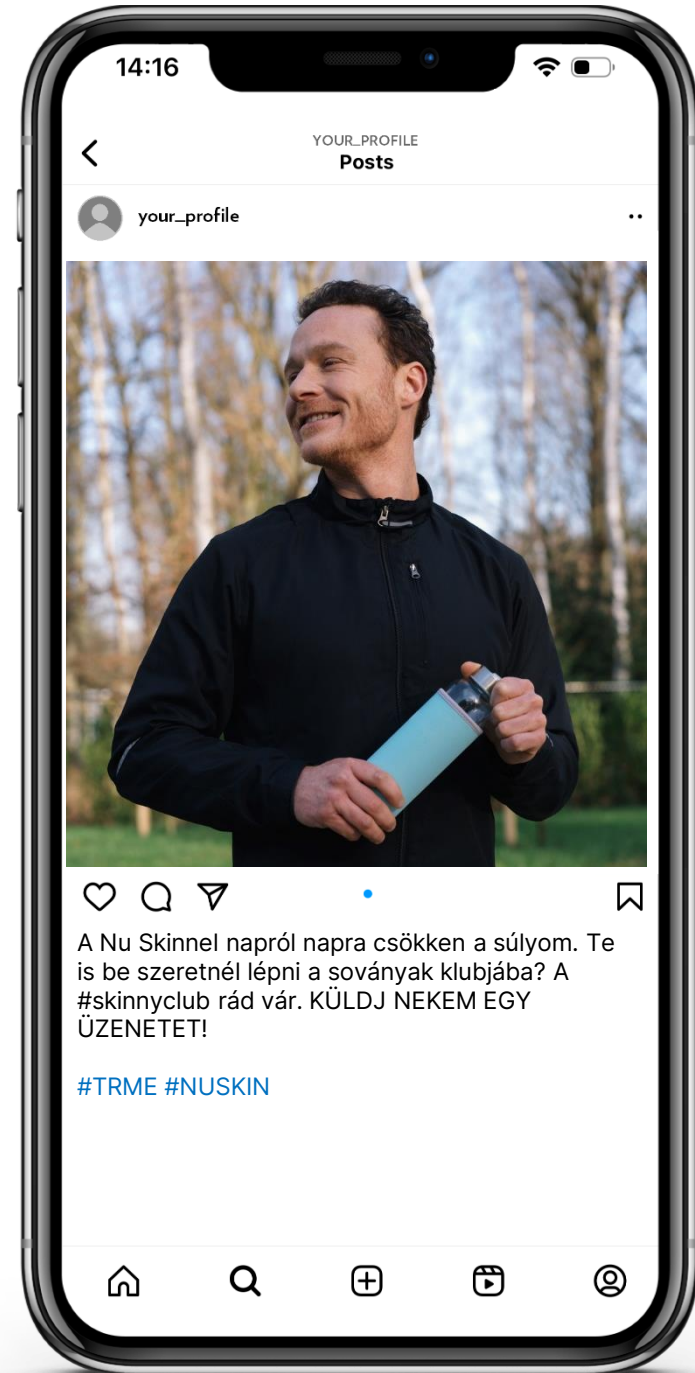 14:16
YOUR_PROFILE
Posts
your_profile
A Nu Skinnel napról napra csökken a súlyom. Te
is be szeretnél lépni a soványak klubjába? A
#skinnyclub rád vár. KÜLDJ NEKEM EGY
ÜZENETET!
#TRME #NUSKIN